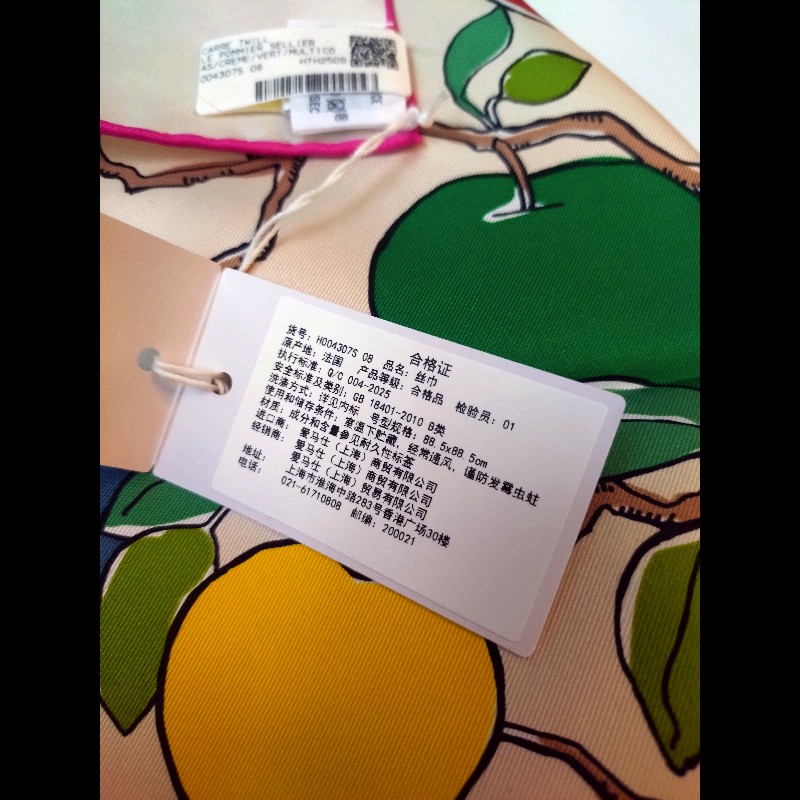 CARRE TWILL
LE POMMIER SELLIER
AS/CREME/VERT/MULTICO
004307S 08 HTH250S
SEC
合格证
货号: H004307S 08 品名: 丝巾
原产地: 法国 产品等级: 合格品 检验员: 01
执行标准: Q/C 004-2025
安全标准及类别: GB 18401-2010 B类
洗涤方式: 详见内标 号型规格: 88.5x88.5cm
使用和储存条件: 室温下贮藏, 经常通风, 谨防发霉虫蛀
材质: 成分和含量参见耐久性标签
进口商: 爱马仕(上海)商贸有限公司
经销商: 爱马仕(上海)商贸有限公司
爱马仕(上海)贸易有限公司
地址: 上海市淮海中路283号香港广场30楼
电话: 021-61710808 邮编: 200021